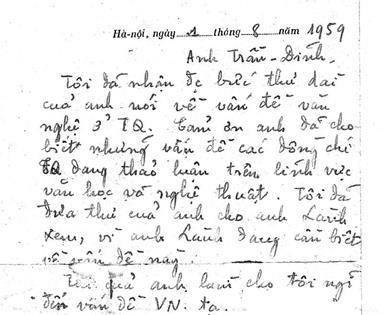 Hà-nội, ngày 1 tháng 8 năm 1959
Anh Trần-Đĩnh,
Tôi đã nhận đc bức thư dài
của anh nói về vấn đề văn
nghệ ở TQ. Cám ơn anh đã cho
biết những vấn đề các đồng chí
TQ đang thảo luận trên lĩnh vực
văn học và nghệ thuật. Tôi đã
đưa thư của anh cho anh Lành
xem, vì anh Lành đang cần biết
về vấn đề này.
quả anh làm cho tôi nghĩ
đến vấn đề VN. ta.